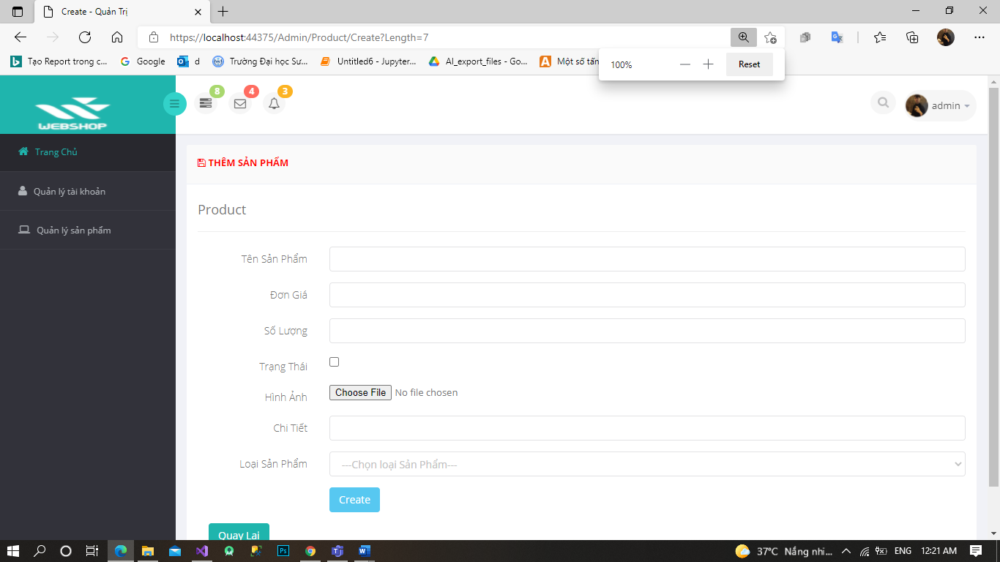 Create - Quản Trị
https://localhost:44375/Admin/Product/Create?Length=7
Tạo Report trong c...
Google
d
Trường Đại học Sư...
Untitled6 - Jupyter...
AI_export_files - Go...
Một số tấn
100%
Reset
WEBSHOP
8
4
3
admin
Trang Chủ
Quản lý tài khoản
Quản lý sản phẩm
THÊM SẢN PHẨM
Product
Tên Sản Phẩm
Đơn Giá
Số Lượng
Trạng Thái
Hình Ảnh
Choose File No file chosen
Chi Tiết
Loại Sản Phẩm
---Chọn loại Sản Phẩm---
Create
Quay Lại
37°C Nắng nhi...
ENG
12:21 AM